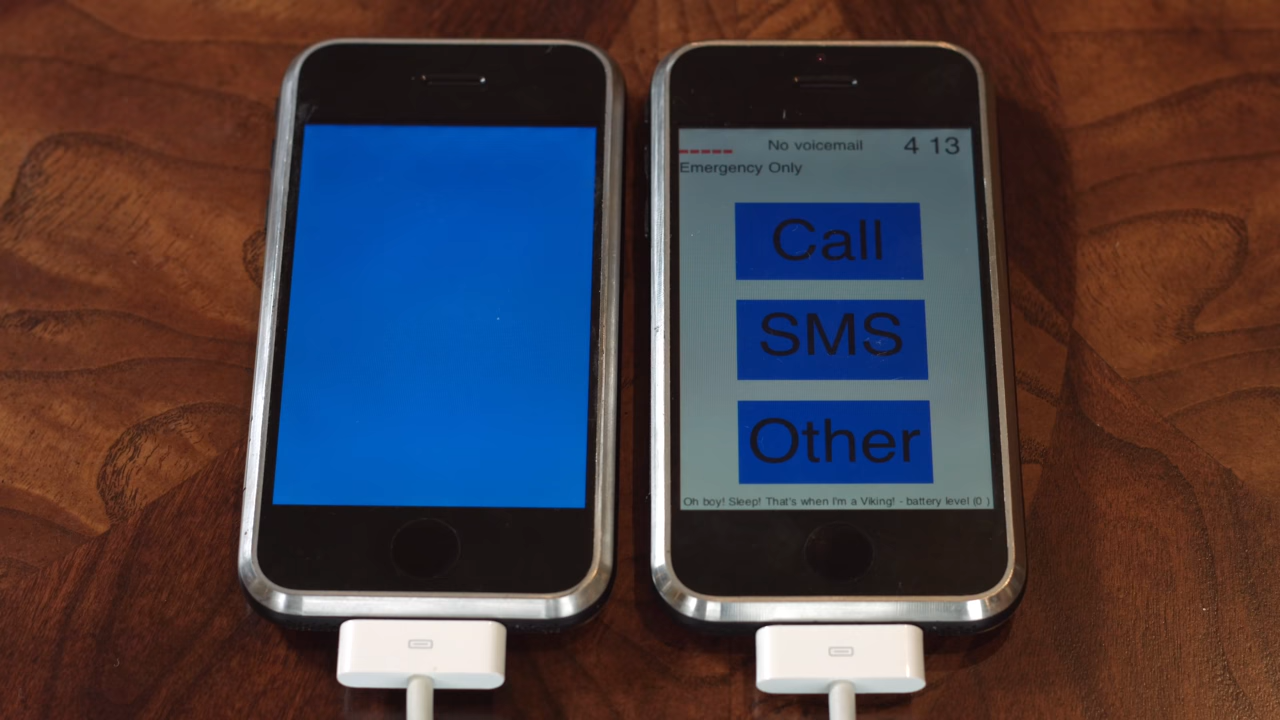 No voicemail 4 13
Emergency Only
Call
SMS
Other
Oh boy! Sleep! That's when I'm a Viking! - battery level (0 )